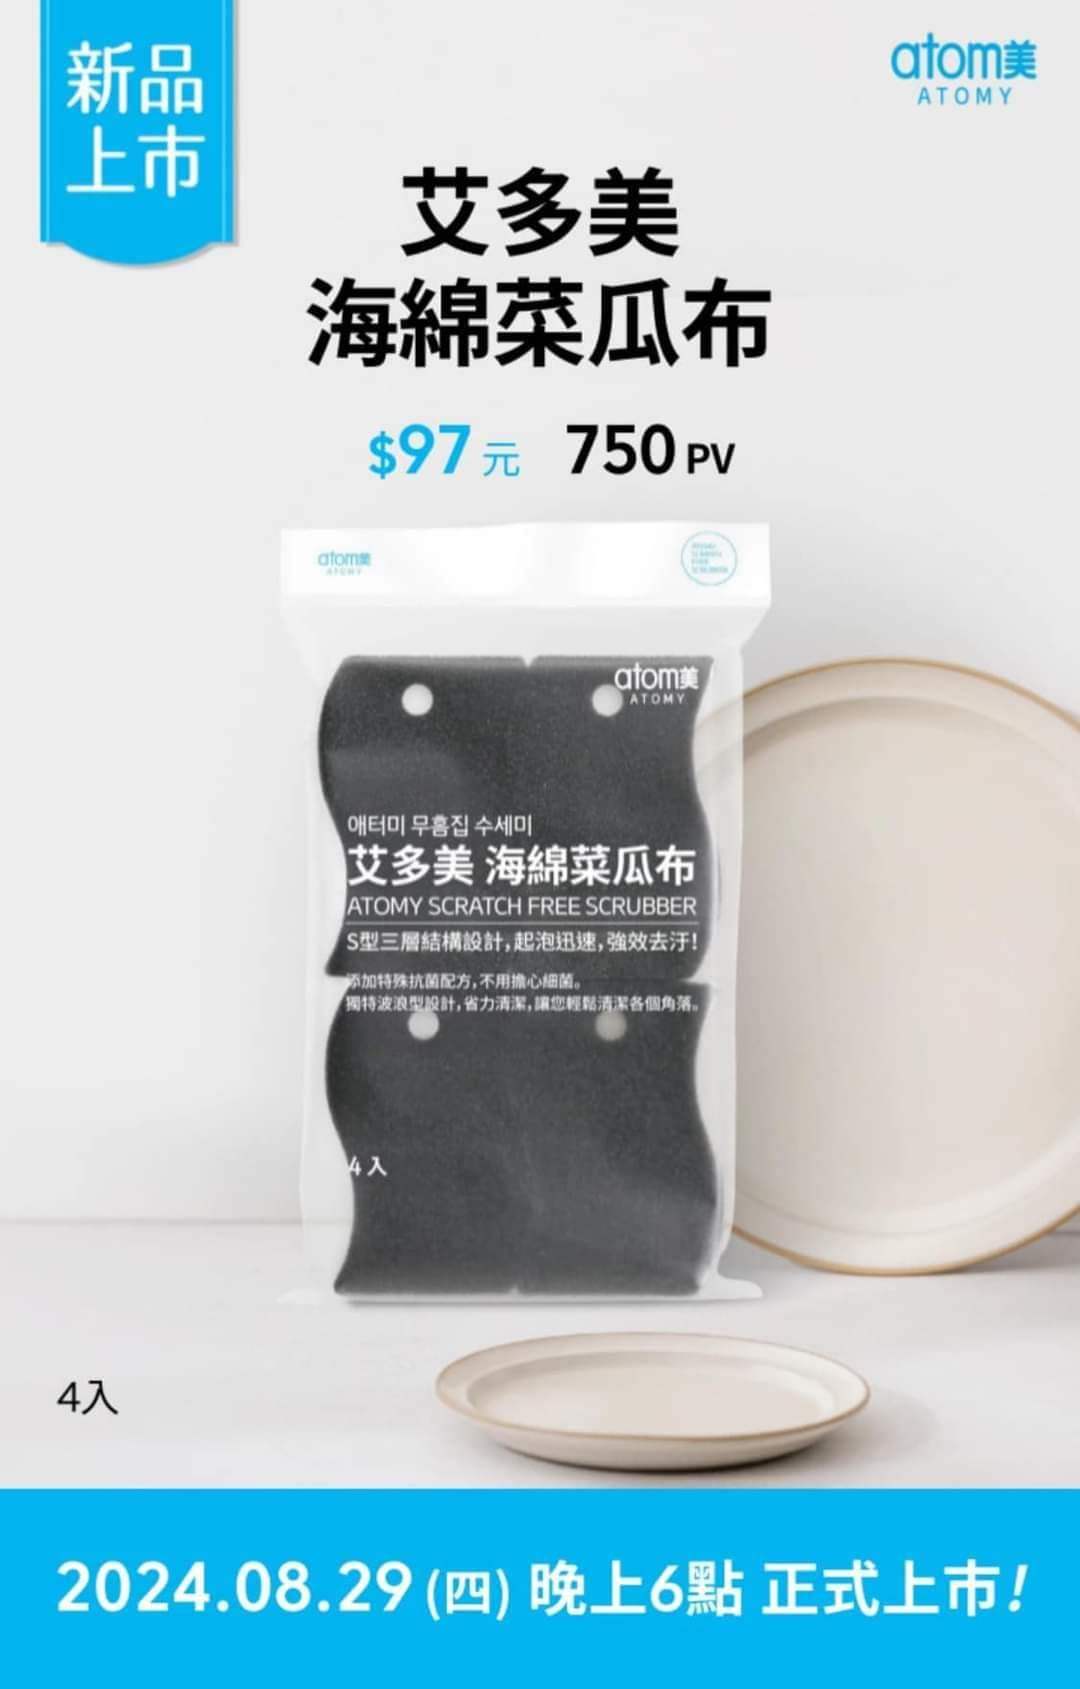 新品
上市
atom美
ATOMY
艾多美
海綿菜瓜布
$97元 750 PV
atom美
ATOMY
SCRATCH
FREE
SCRUBBER
atom美
ATOMY
애터미 무흠집 수세미
艾多美 海綿菜瓜布
ATOMY SCRATCH FREE SCRUBBER
S型三層結構設計,起泡迅速,強效去汙!
添加特殊抗菌配方,不用擔心細菌。
獨特波浪型設計,省力清潔,讓您輕鬆清潔各個角落。
4入
4入
2024.08.29 (四) 晚上6點 正式上市!